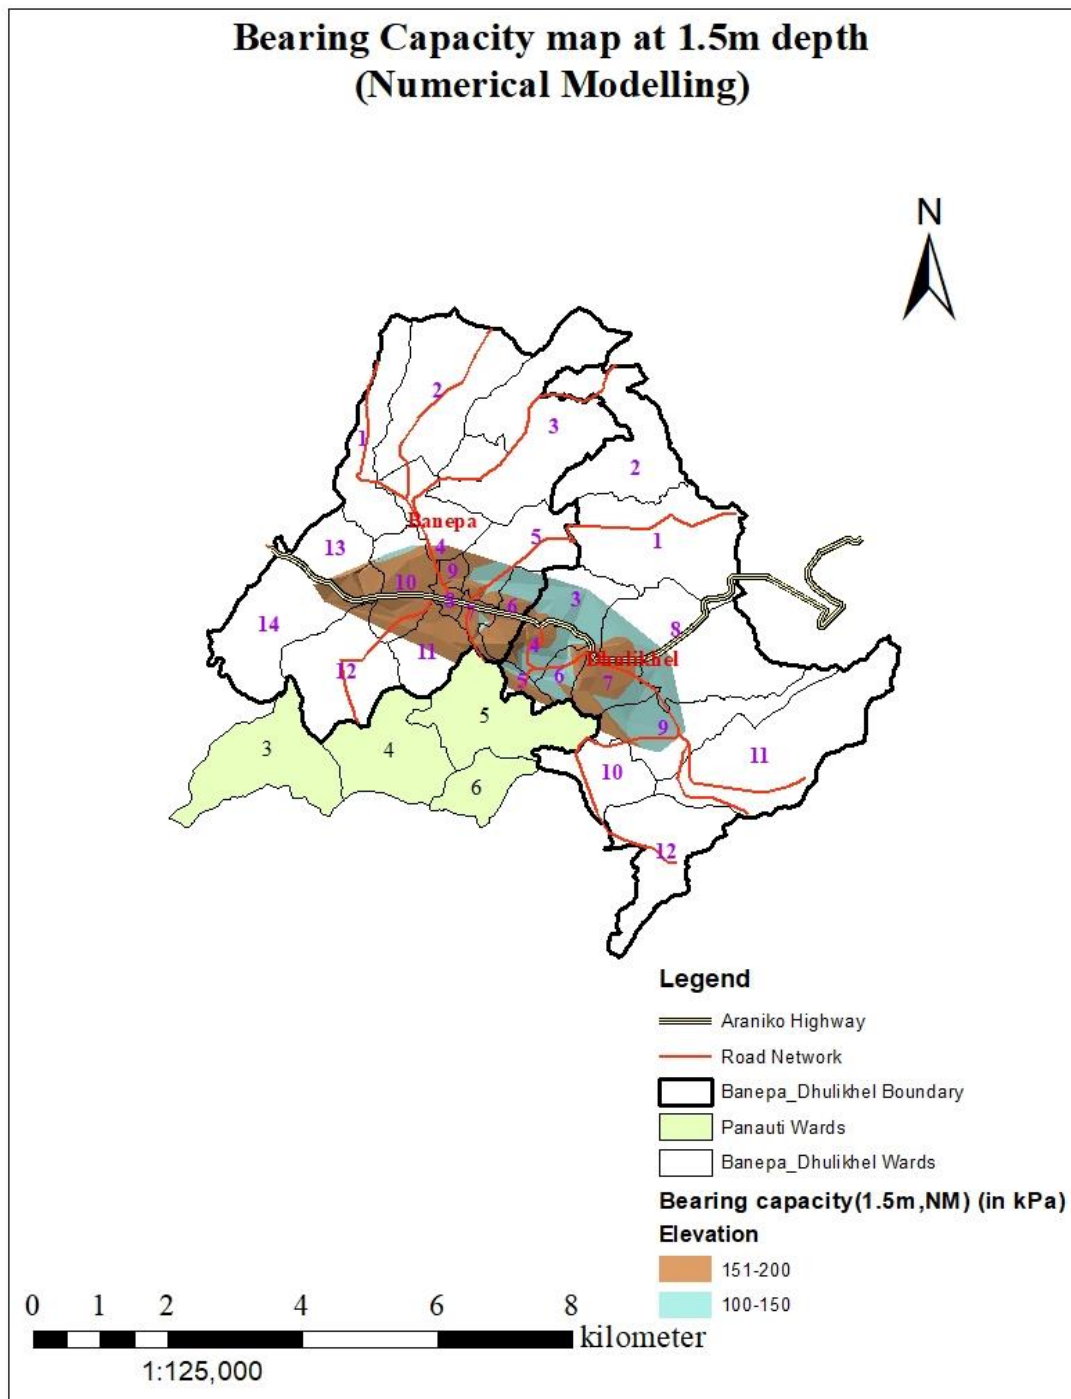 Bearing Capacity map at 1.5m depth
(Numerical Modelling)
N
2
3
1
2
Banepa
13
4
5
1
9
10
3
8
6
7
14
8
4
11
12
Dhulikhel
5
6
7
5
9
3
4
11
10
6
12
Legend
Araniko Highway
Road Network
Banepa_Dhulikhel Boundary
Panauti Wards
Banepa_Dhulikhel Wards
Bearing capacity(1.5m,NM) (in kPa)
Elevation
151-200
100-150
0 1 2 4 6 8
kilometer
1:125,000